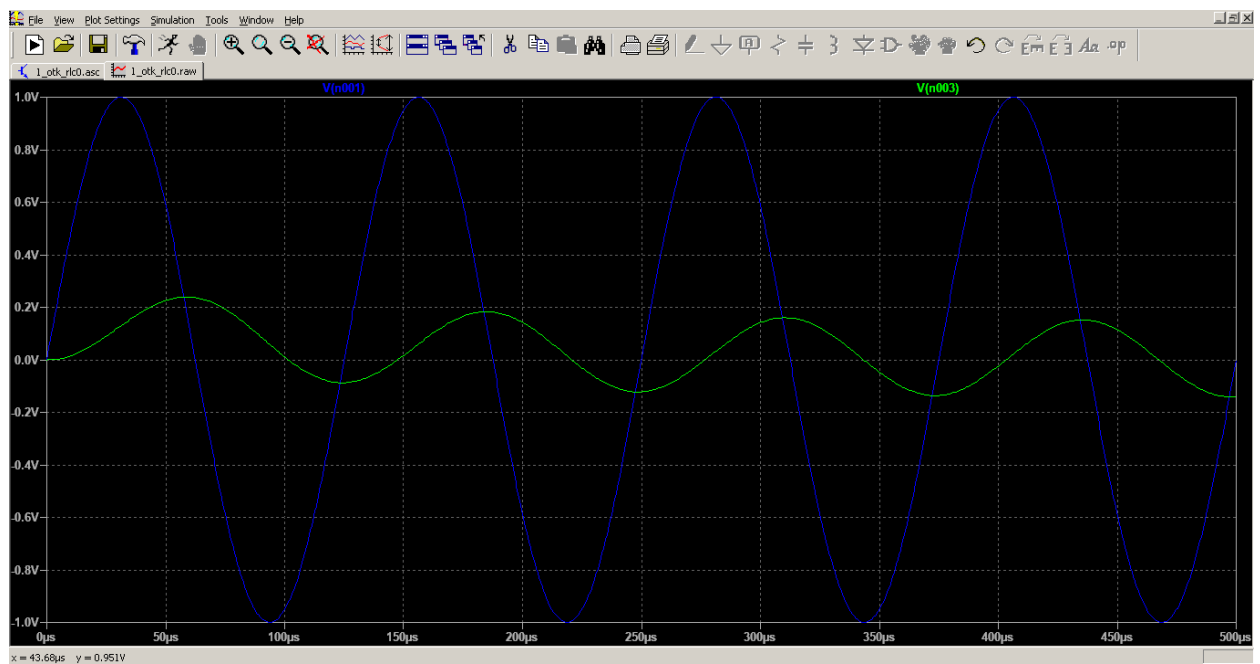 File View Plot Settings Simulation Tools Window Help
Aa .op
1_otk_rlc0.asc 1_otk_rlc0.raw
V(n001) V(n003)
1.0V
0.8V
0.6V
0.4V
0.2V
0.0V
-0.2V
-0.4V
-0.6V
-0.8V
-1.0V
0µs 50µs 100µs 150µs 200µs 250µs 300µs 350µs 400µs 450µs 500µs
x = 43.68µs y = 0.951V